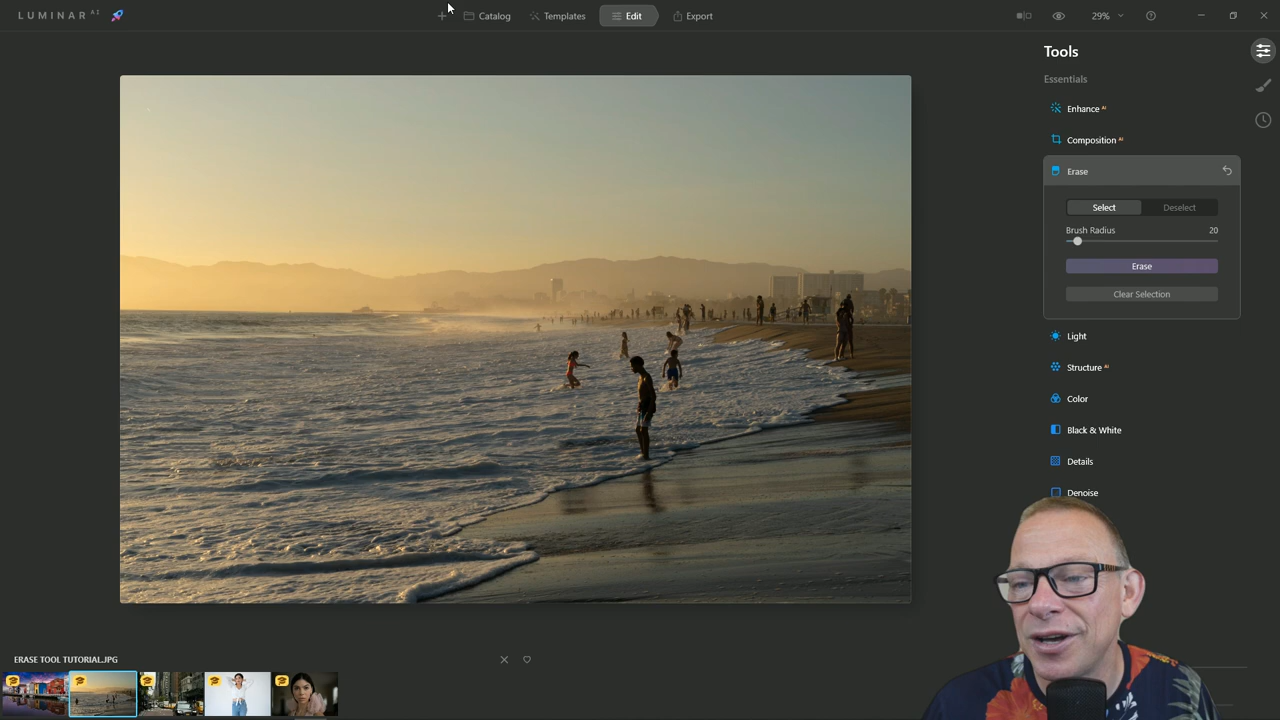 LUMINAR AI
Catalog
Templates
Edit
Export
29%
Tools
Essentials
Enhance AI
Composition AI
Erase
Select
Deselect
Brush Radius
20
Erase
Clear Selection
Light
Structure AI
Color
Black & White
Details
Denoise
ERASE TOOL TUTORIAL.JPG